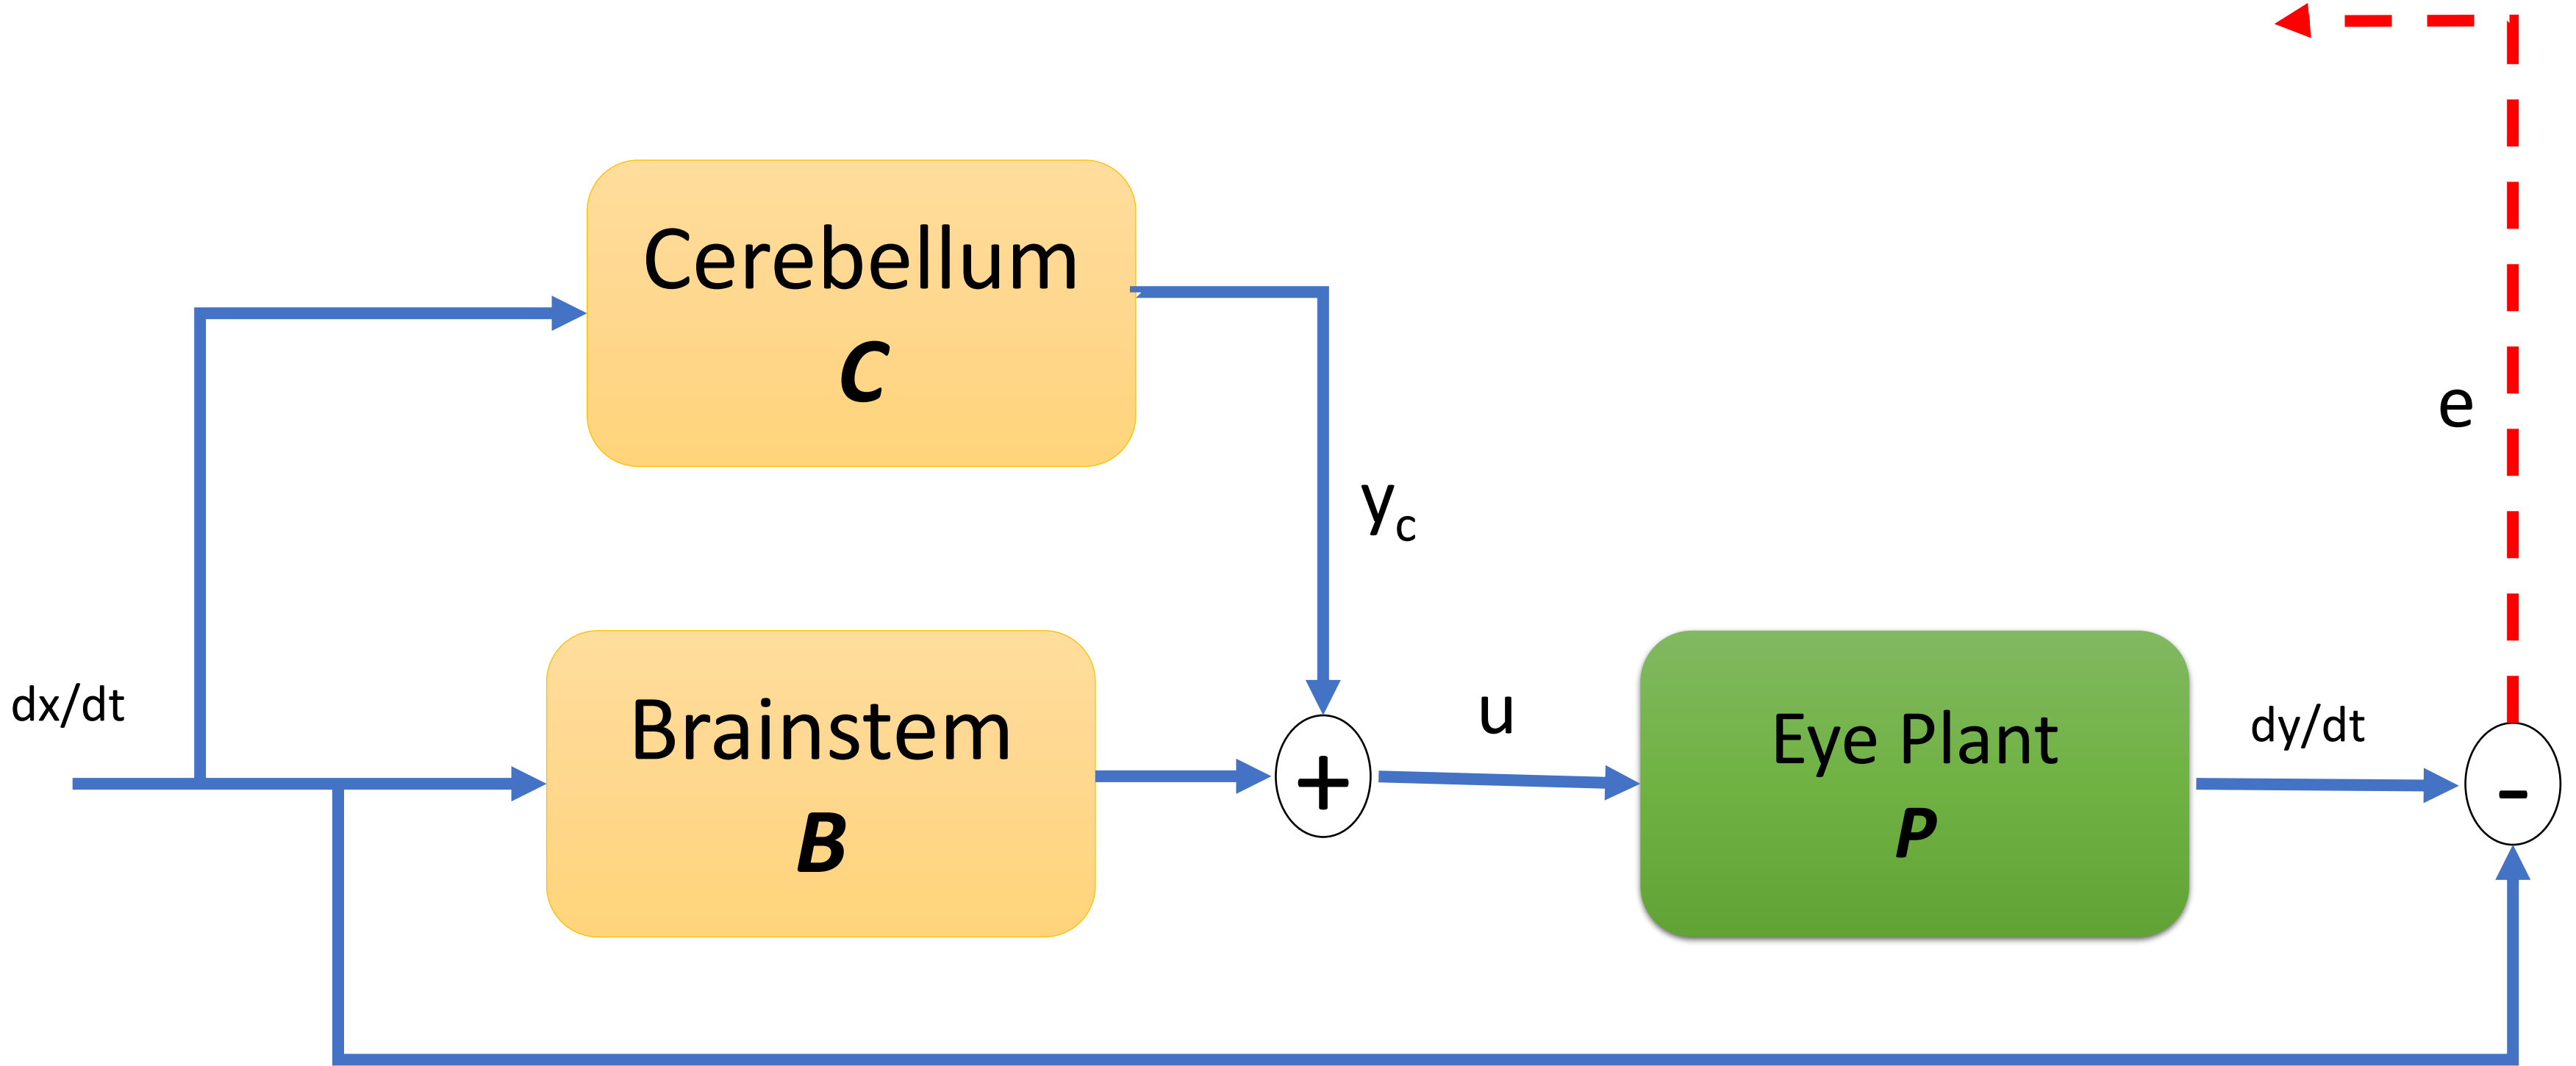 Cerebellum
C
e
yc
dx/dt
Brainstem
B
+
u
Eye Plant
P
dy/dt
-